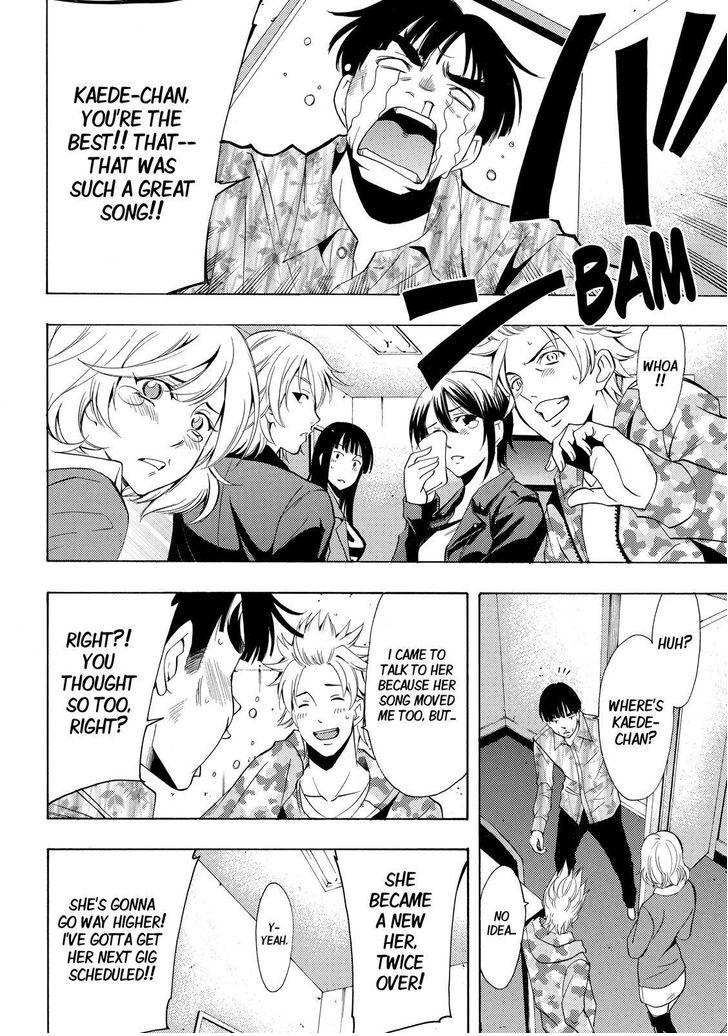 KAEDE-CHAN,
YOU'RE THE
BEST!! THAT--
THAT WAS
SUCH A GREAT
SONG!!
バーン
BAM
WHOA
!!
HUH?
WHERE'S
KAEDE-
CHAN?
NO
IDEA...
I CAME TO
TALK TO HER
BECAUSE HER
SONG MOVED
ME TOO, BUT...
RIGHT?!
YOU
THOUGHT
SO TOO,
RIGHT?
SHE
BECAME
A NEW
HER,
TWICE
OVER!
Y-
YEAH.
SHE'S GONNA
GO WAY HIGHER!
I'VE GOTTA GET
HER NEXT GIG
SCHEDULED!!